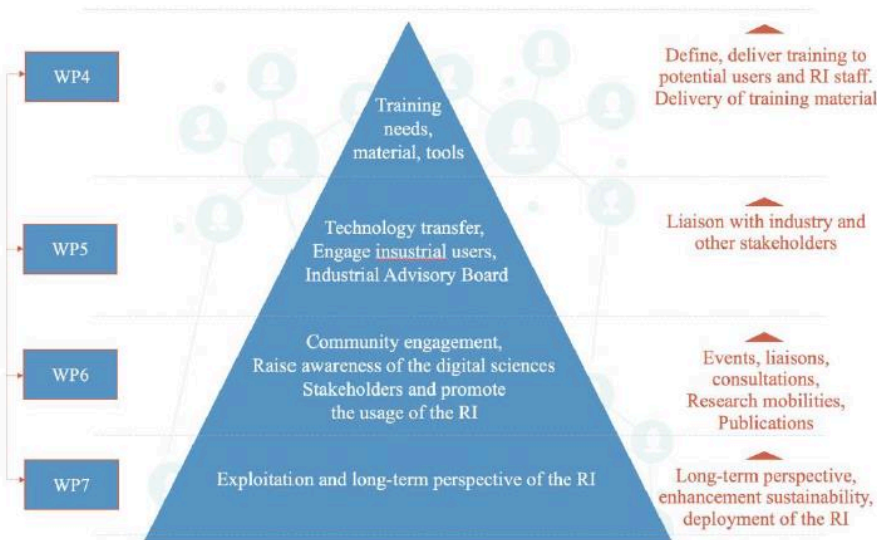 WP4
Training
needs,
material, tools
Define, deliver training to
potential users and RI staff.
Delivery of training material
WP5
Technology transfer,
Engage insustrial users,
Industrial Advisory Board
Liaison with industry and
other stakeholders
WP6
Community engagement,
Raise awareness of the digital sciences
Stakeholders and promote
the usage of the RI
Events, liaisons,
consultations,
Research mobilities,
Publications
WP7
Exploitation and long-term perspective of the RI
Long-term perspective,
enhancement sustainability,
deployment of the RI